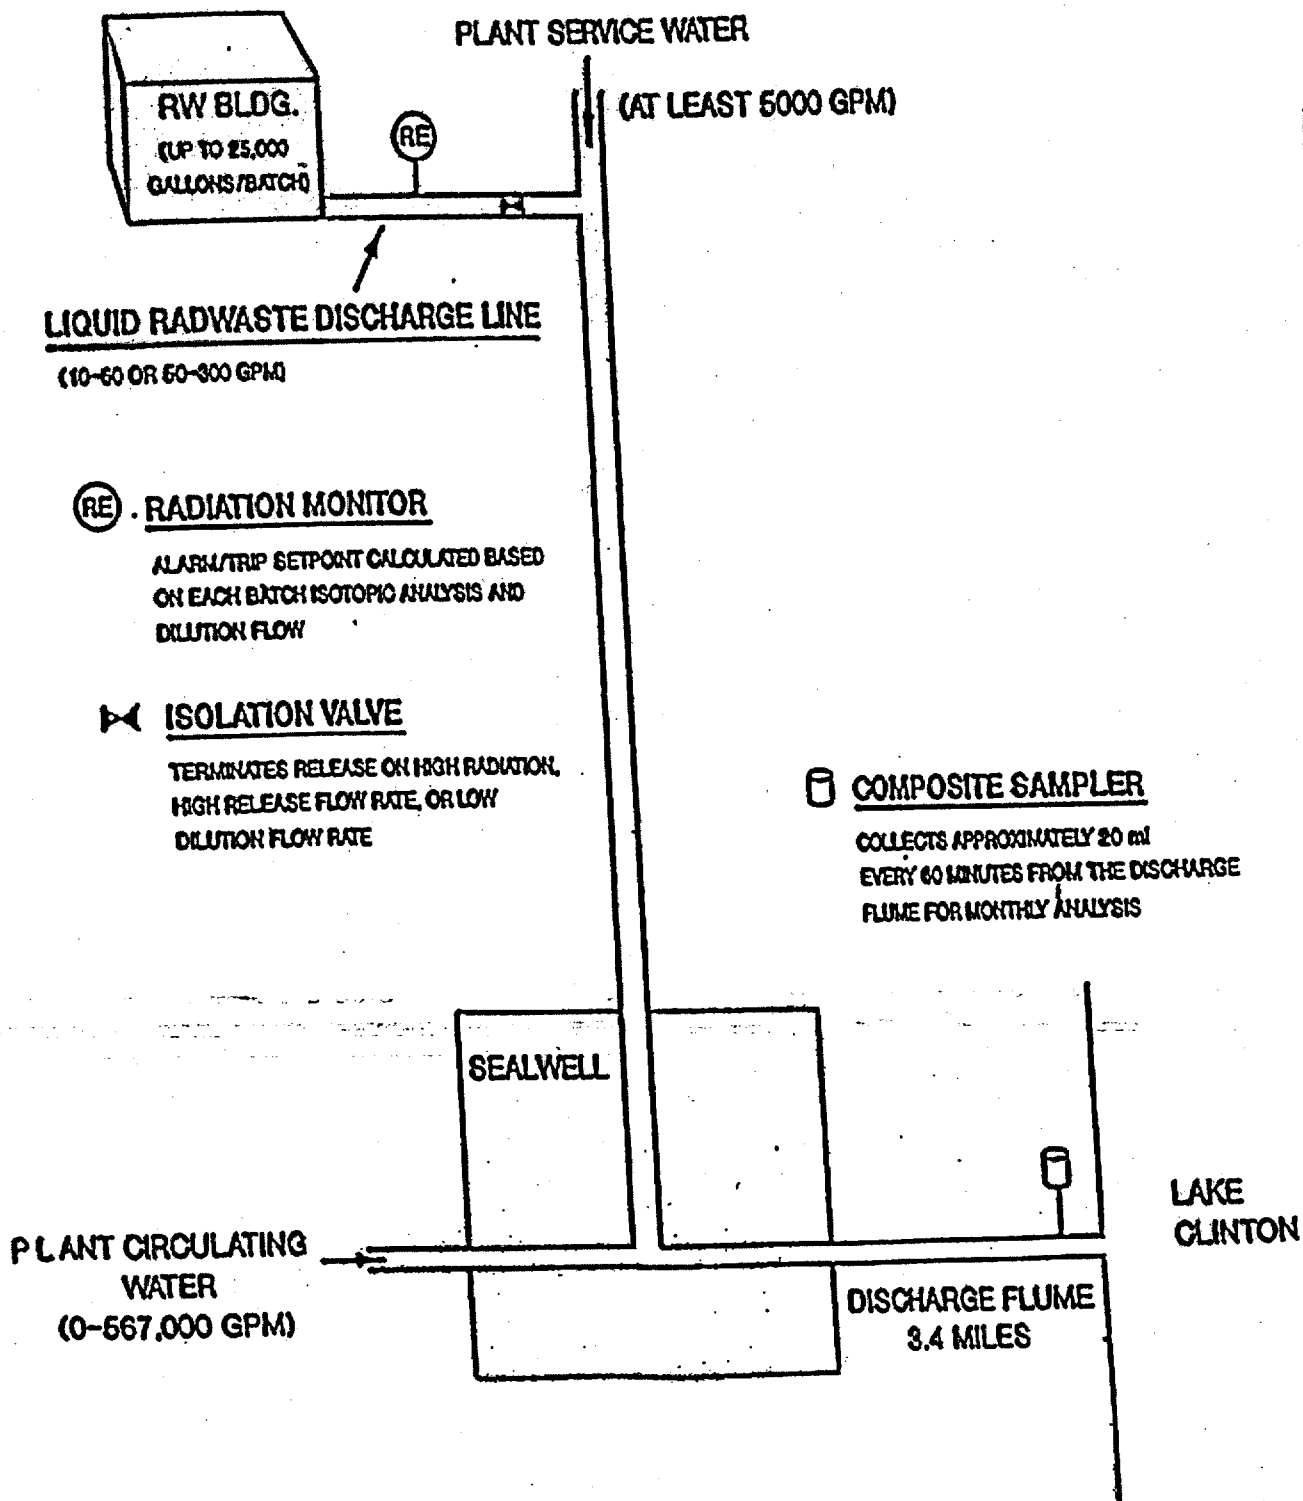 PLANT SERVICE WATER
(AT LEAST 5000 GPM)
RW BLDG.
(UP TO 25,000
GALLONS/BATCH)
RE
LIQUID RADWASTE DISCHARGE LINE
(10-60 OR 50-300 GPM)
RE . RADIATION MONITOR
ALARM/TRIP SETPOINT CALCULATED BASED
ON EACH BATCH ISOTOPIC ANALYSIS AND
DILUTION FLOW
ISOLATION VALVE
TERMINATES RELEASE ON HIGH RADIATION,
HIGH RELEASE FLOW RATE, OR LOW
DILUTION FLOW RATE
COMPOSITE SAMPLER
COLLECTS APPROXIMATELY 20 ml
EVERY 60 MINUTES FROM THE DISCHARGE
FLUME FOR MONTHLY ANALYSIS
SEALWELL
LAKE
CLINTON
PLANT CIRCULATING
WATER
(0-567,000 GPM)
DISCHARGE FLUME
3.4 MILES